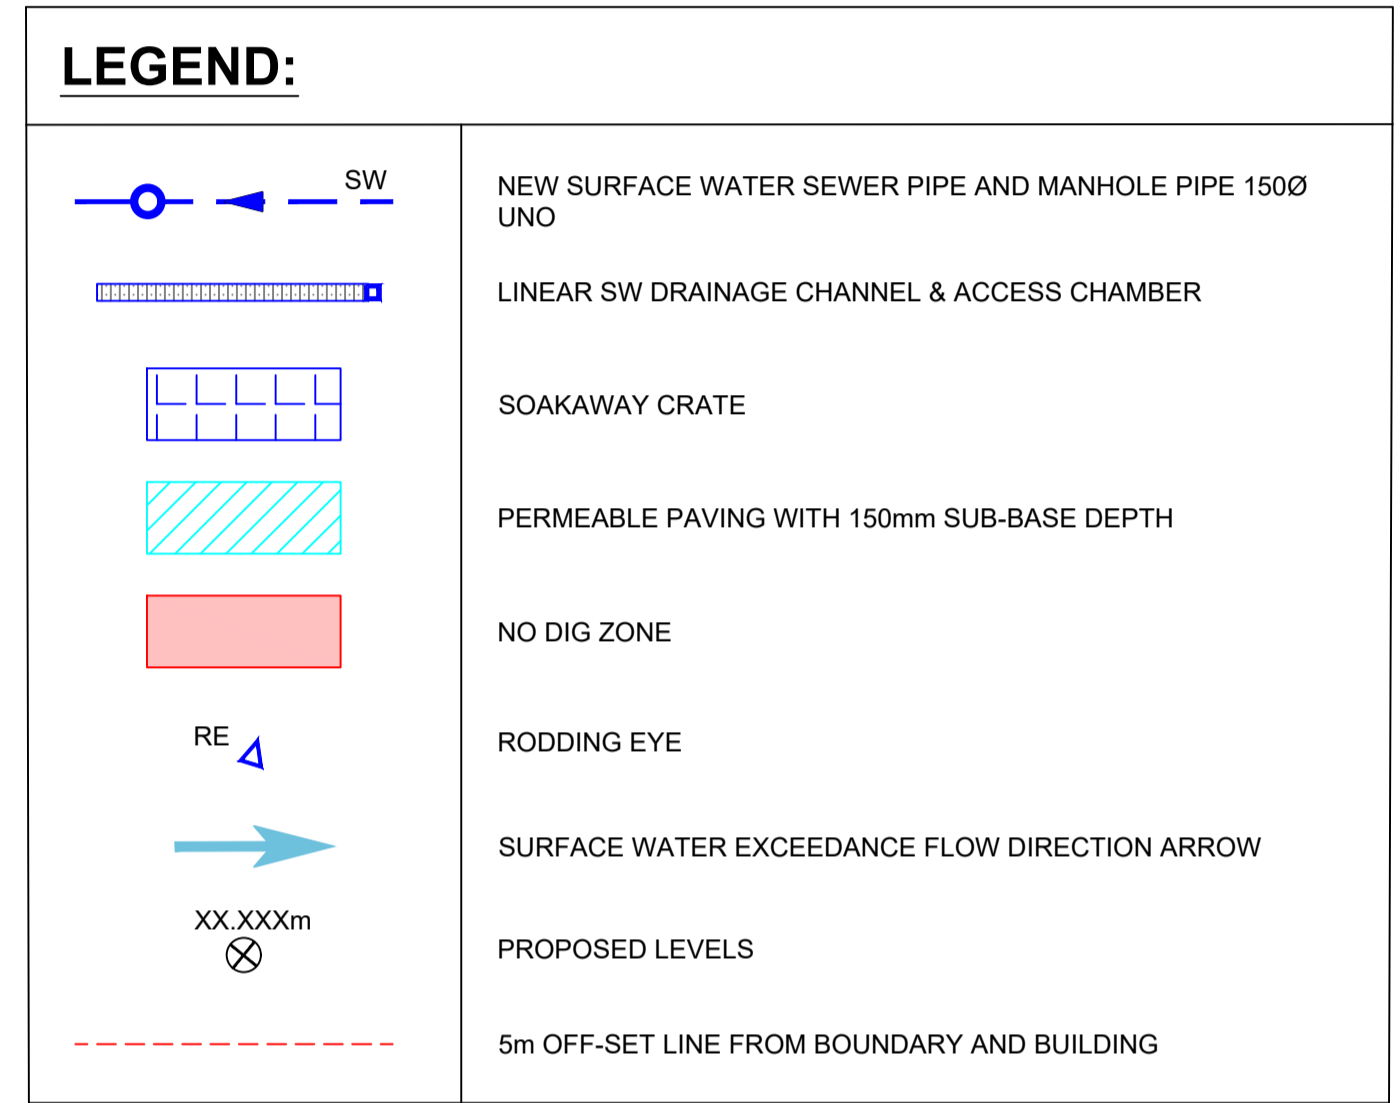 LEGEND:
SW
NEW SURFACE WATER SEWER PIPE AND MANHOLE PIPE 150Ø
UNO
LINEAR SW DRAINAGE CHANNEL & ACCESS CHAMBER
SOAKAWAY CRATE
PERMEABLE PAVING WITH 150mm SUB-BASE DEPTH
NO DIG ZONE
RE
RODDING EYE
SURFACE WATER EXCEEDANCE FLOW DIRECTION ARROW
XX.XXXm
PROPOSED LEVELS
5m OFF-SET LINE FROM BOUNDARY AND BUILDING